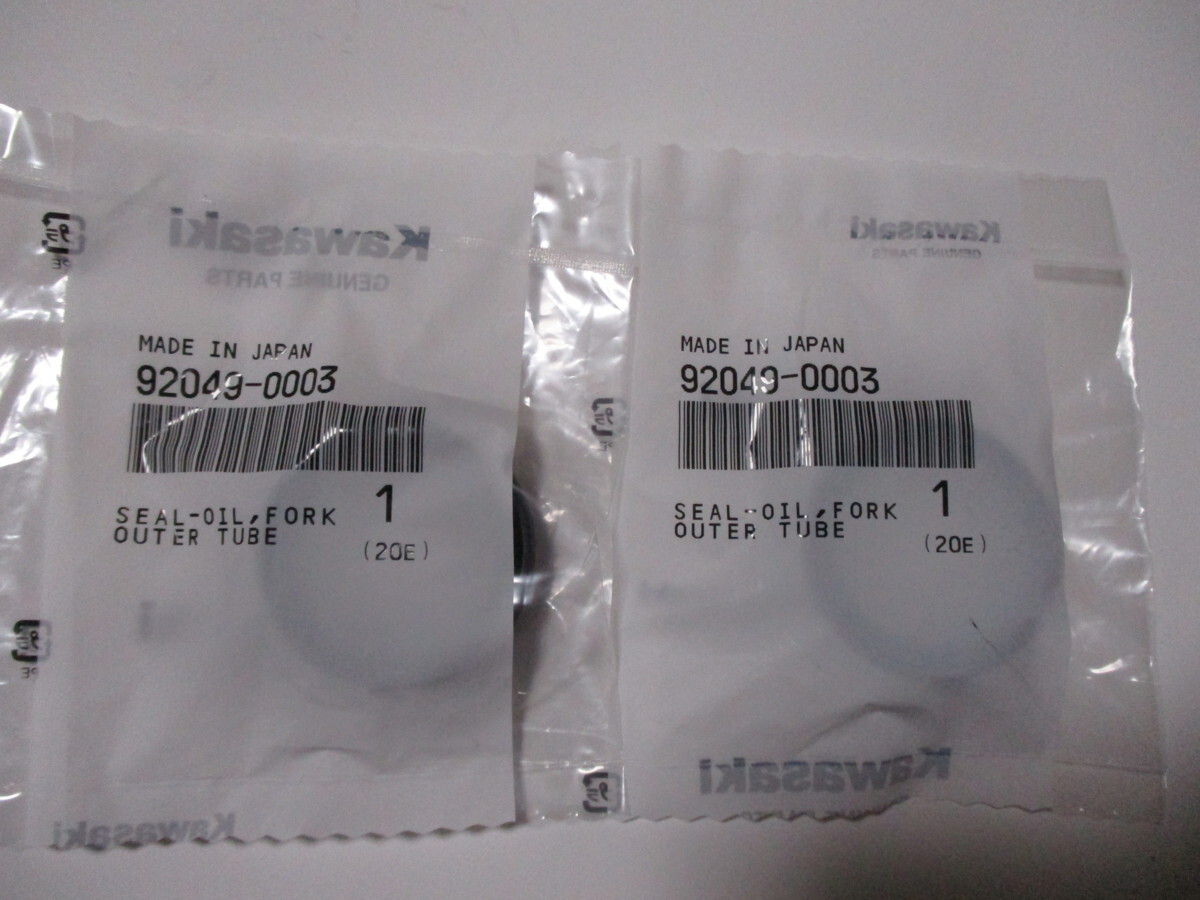 Kawasaki
GENUINE PARTS
MADE IN JAPAN
92049-0003
SEAL-OIL,FORK 1
OUTER TUBE (20E)
Kawasaki
Kawasaki
GENUINE PARTS
MADE IN JAPAN
92049-0003
SEAL-OIL,FORK 1
OUTER TUBE (20E)
Kawasaki